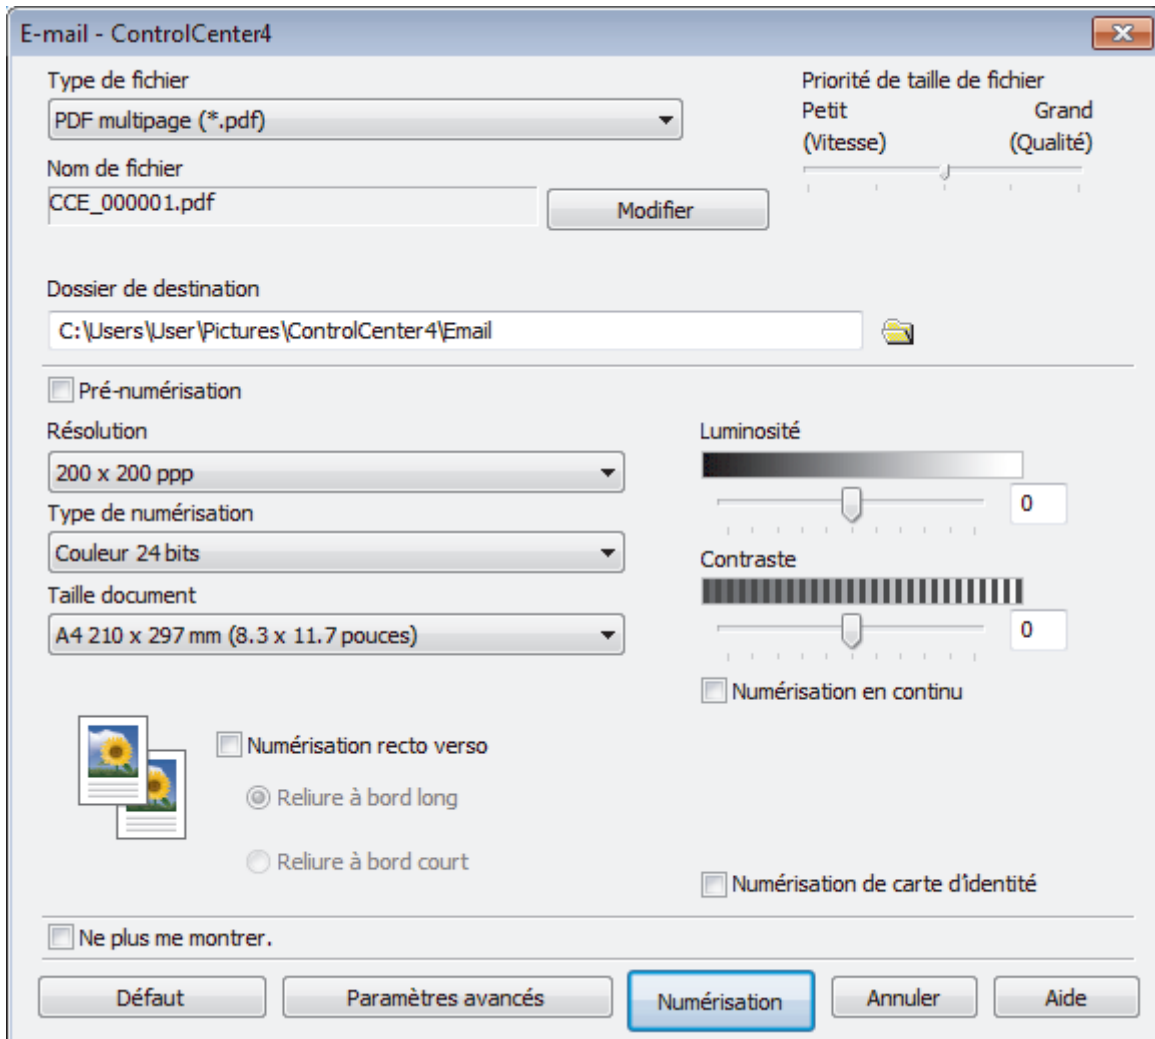 E-mail - ControlCenter4
Type de fichier
PDF multipage (*.pdf)
Priorité de taille de fichier
Petit Grand
(Vitesse) (Qualité)
Nom de fichier
CCE_000001.pdf
Modifier
Dossier de destination
C:\Users\User\Pictures\ControlCenter4\Email
Pré-numérisation
Résolution
200 x 200 ppp
Type de numérisation
Couleur 24 bits
Taille document
A4 210 x 297 mm (8.3 x 11.7 pouces)
Luminosité
0
Contraste
0
Numérisation en continu
Numérisation recto verso
Reliure à bord long
Reliure à bord court
Numérisation de carte d'identité
Ne plus me montrer.
Défaut
Paramètres avancés
Numérisation
Annuler
Aide